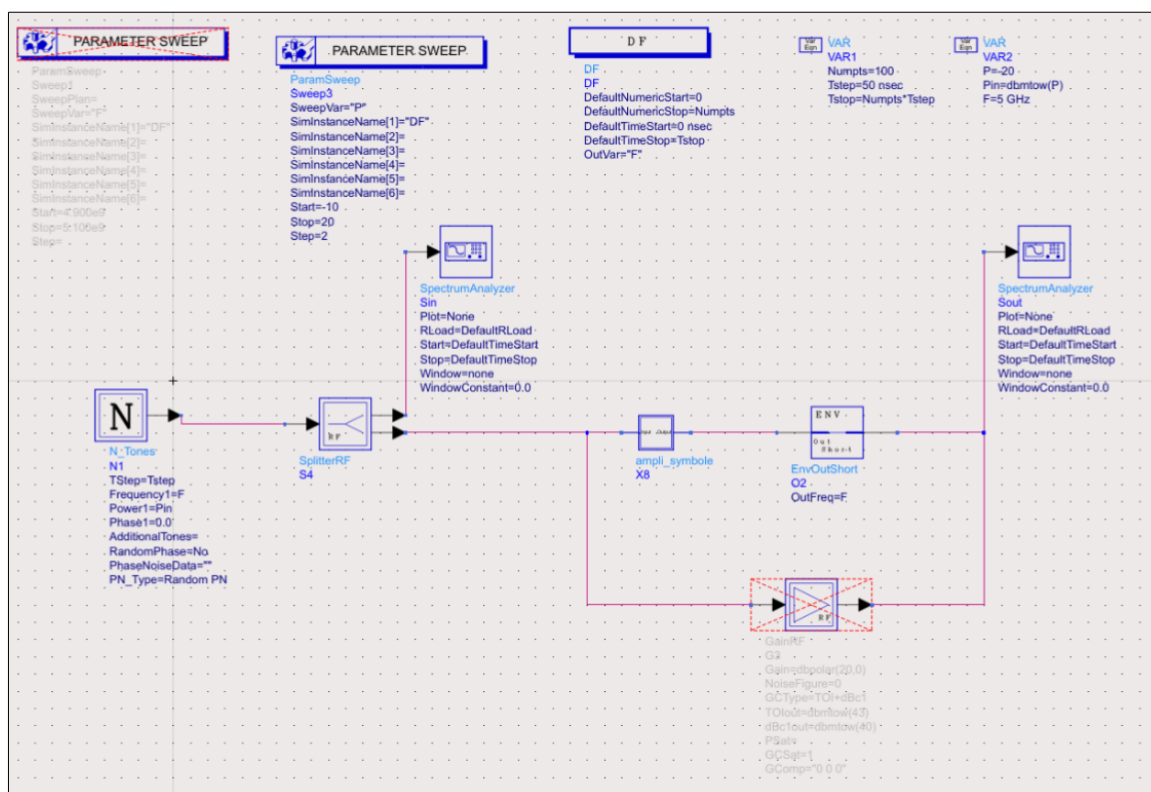 PARAMETER SWEEP
ParamSweep
Sweep1
SweepPlan=
SweepVar="F"
SimInstanceName[1]="DF"
SimInstanceName[2]=
SimInstanceName[3]=
SimInstanceName[4]=
SimInstanceName[5]=
SimInstanceName[6]=
Start=4.900e9
Stop=5.100e9
Step=
PARAMETER SWEEP
ParamSweep
Sweep3
SweepVar="P"
SimInstanceName[1]="DF"
SimInstanceName[2]=
SimInstanceName[3]=
SimInstanceName[4]=
SimInstanceName[5]=
SimInstanceName[6]=
Start=-10
Stop=20
Step=2
DF
DF
DF
DefaultNumericStart=0
DefaultNumericStop=Numpts
DefaultTimeStart=0 nsec
DefaultTimeStop=Tstop
OutVar="F"
Var
Eqn
VAR
VAR1
Numpts=100
Tstep=50 nsec
Tstop=Numpts*Tstep
Var
Eqn
VAR
VAR2
P=-20
Pin=dbmtow(P)
F=5 GHz
SpectrumAnalyzer
Sin
Plot=None
RLoad=DefaultRLoad
Start=DefaultTimeStart
Stop=DefaultTimeStop
Window=none
WindowConstant=0.0
SpectrumAnalyzer
Sout
Plot=None
RLoad=DefaultRLoad
Start=DefaultTimeStart
Stop=DefaultTimeStop
Window=none
WindowConstant=0.0
N
N_Tones
N1
TStep=Tstep
Frequency1=F
Power1=Pin
Phase1=0.0
AdditionalTones=
RandomPhase=No
PhaseNoiseData=""
PN_Type=Random PN
RF
SplitterRF
S4
ampli_symbole
X8
ENV
Out
Short
EnvOutShort
O2
OutFreq=F
RF
GainRF
G3
Gain=dbpolar(20,0)
NoiseFigure=0
GCType=TOI+dBc1
TOIout=dbmtow(43)
dBc1out=dbmtow(40)
PSat=
GCSat=1
GComp="0 0 0"